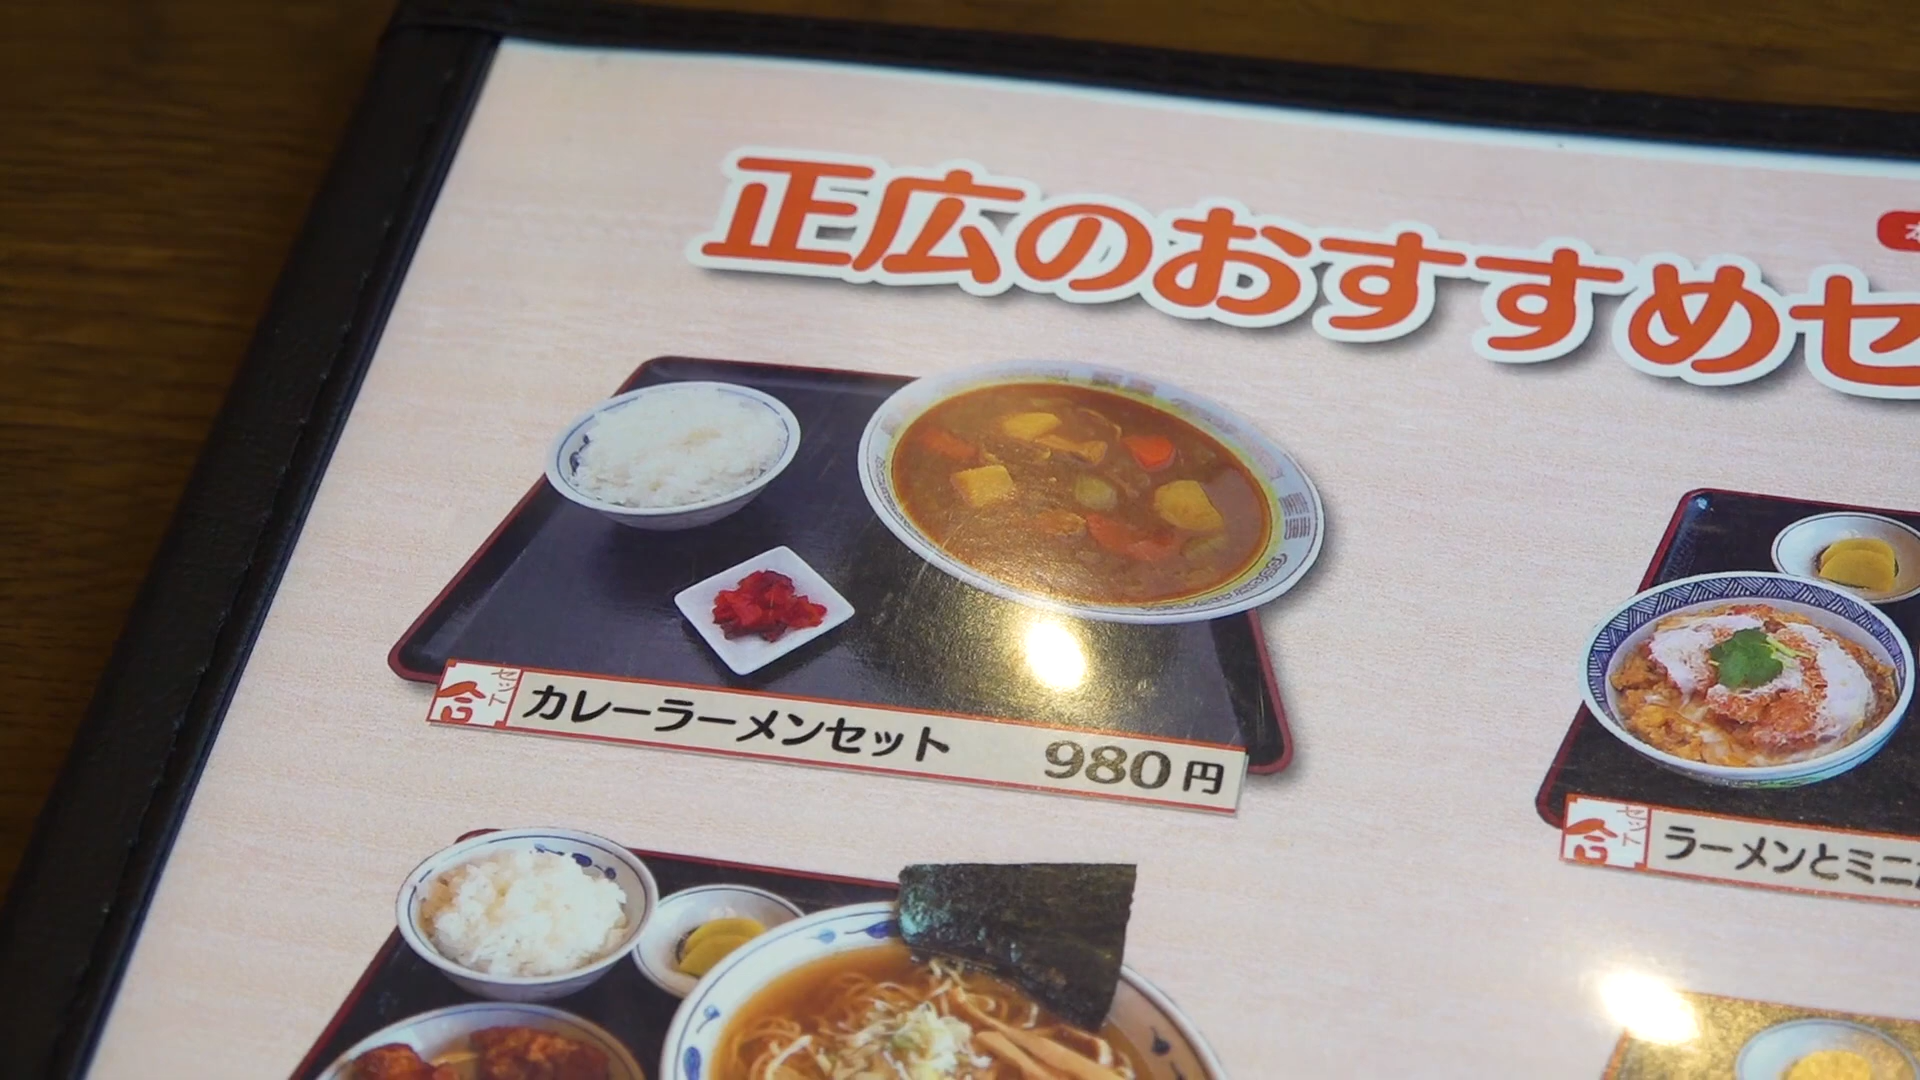 正広のおすすめセ
セット
カレーラーメンセット 980円
セット
ラーメンとミニ